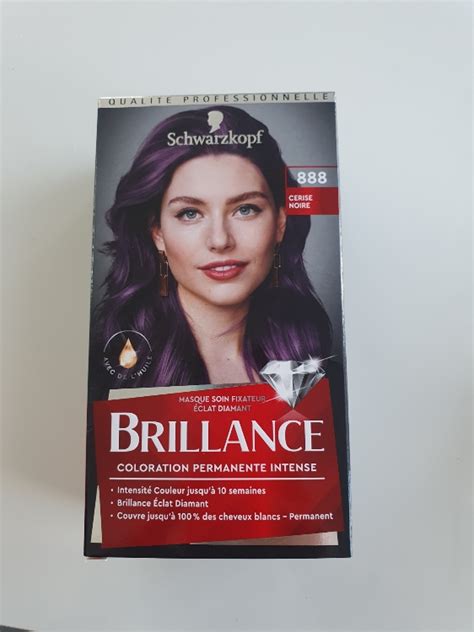 QUALITÉ PROFESSIONNELLE
Schwarzkopf
888
CERISE
NOIRE
AVEC DE L'HUILE
MASQUE SOIN FIXATEUR
ÉCLAT DIAMANT
BRILLANCE
COLORATION PERMANENTE INTENSE
• Intensité Couleur jusqu'à 10 semaines
• Brillance Éclat Diamant
• Couvre jusqu'à 100% des cheveux blancs – Permanent